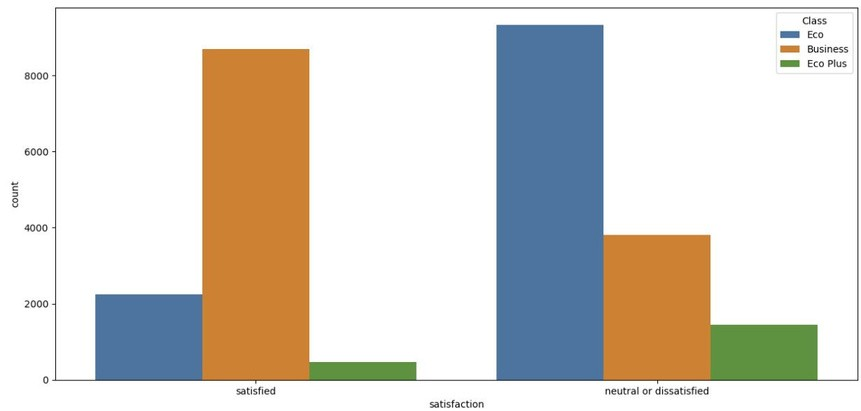 Class
Eco
Business
Eco Plus
8000
6000
4000
2000
0
count
satisfied
neutral or dissatisfied
satisfaction